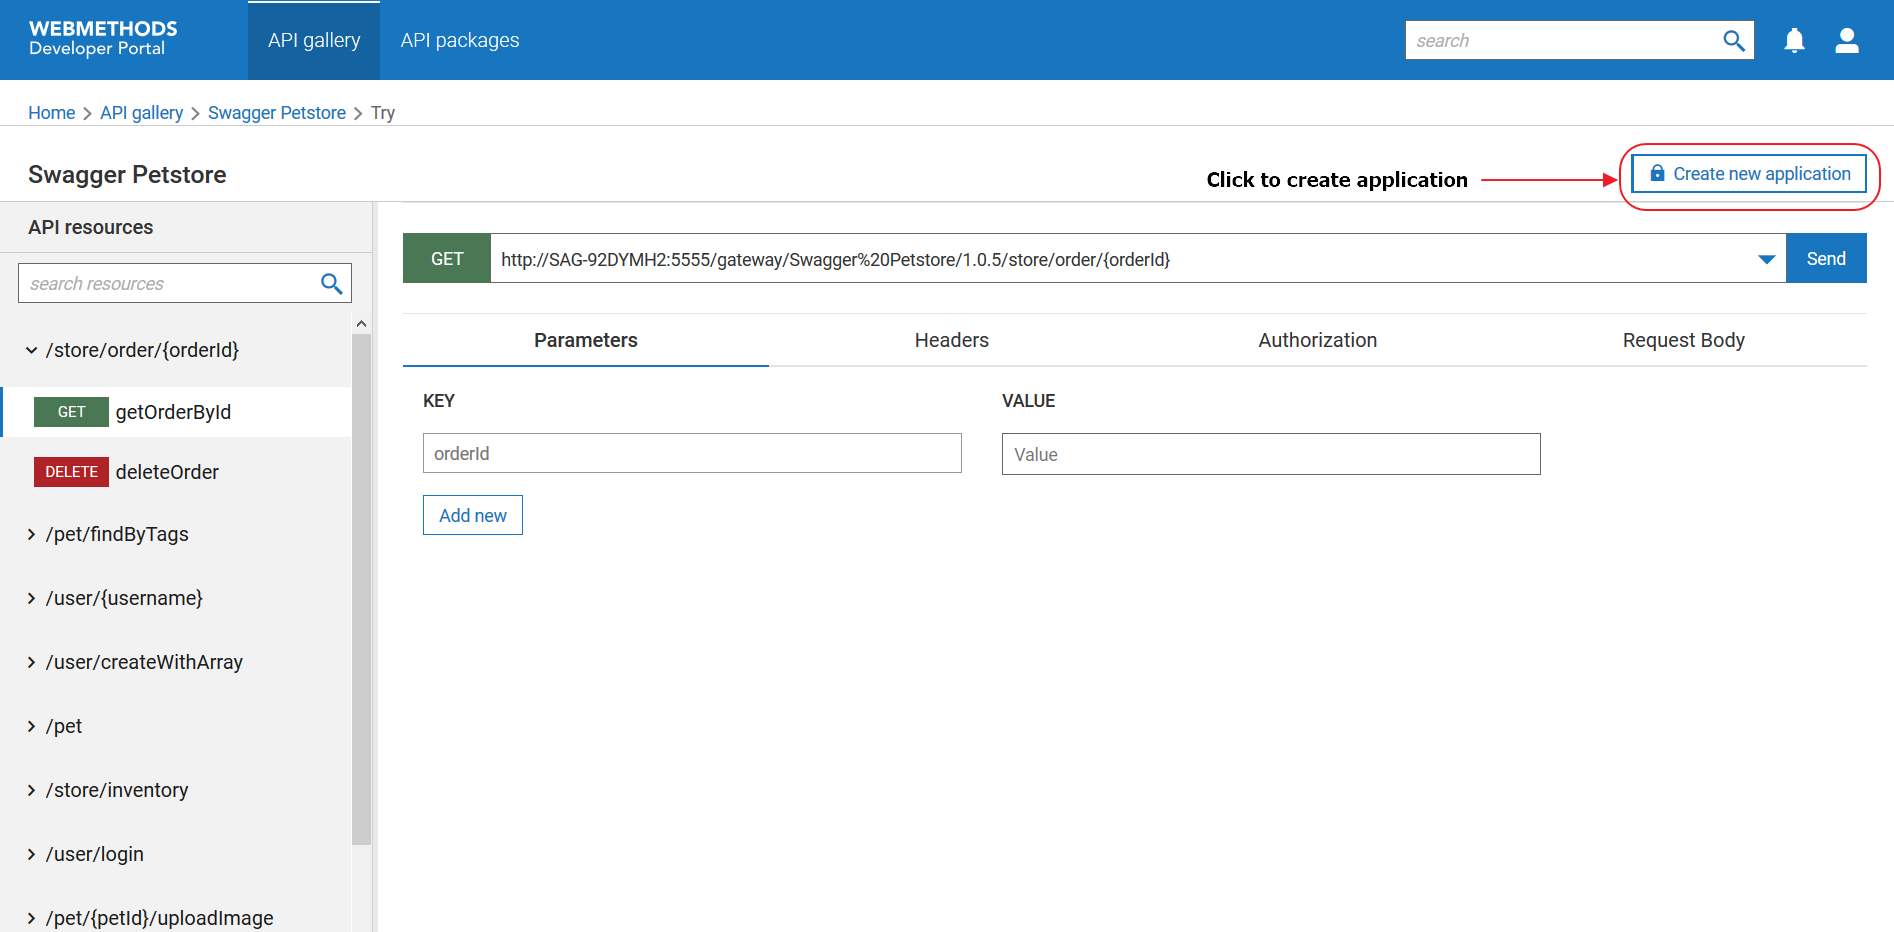 WEBMETHODS
Developer Portal
API gallery
API packages
search
Home > API gallery > Swagger Petstore > Try
Swagger Petstore
Click to create application
Create new application
API resources
search resources
/store/order/{orderId}
GET getOrderById
DELETE deleteOrder
/pet/findByTags
/user/{username}
/user/createWithArray
/pet
/store/inventory
/user/login
/pet/{petId}/uploadImage
GET http://SAG-92DYMH2:5555/gateway/Swagger%20Petstore/1.0.5/store/order/{orderId} Send
Parameters Headers Authorization Request Body
KEY VALUE
orderId Value
Add new